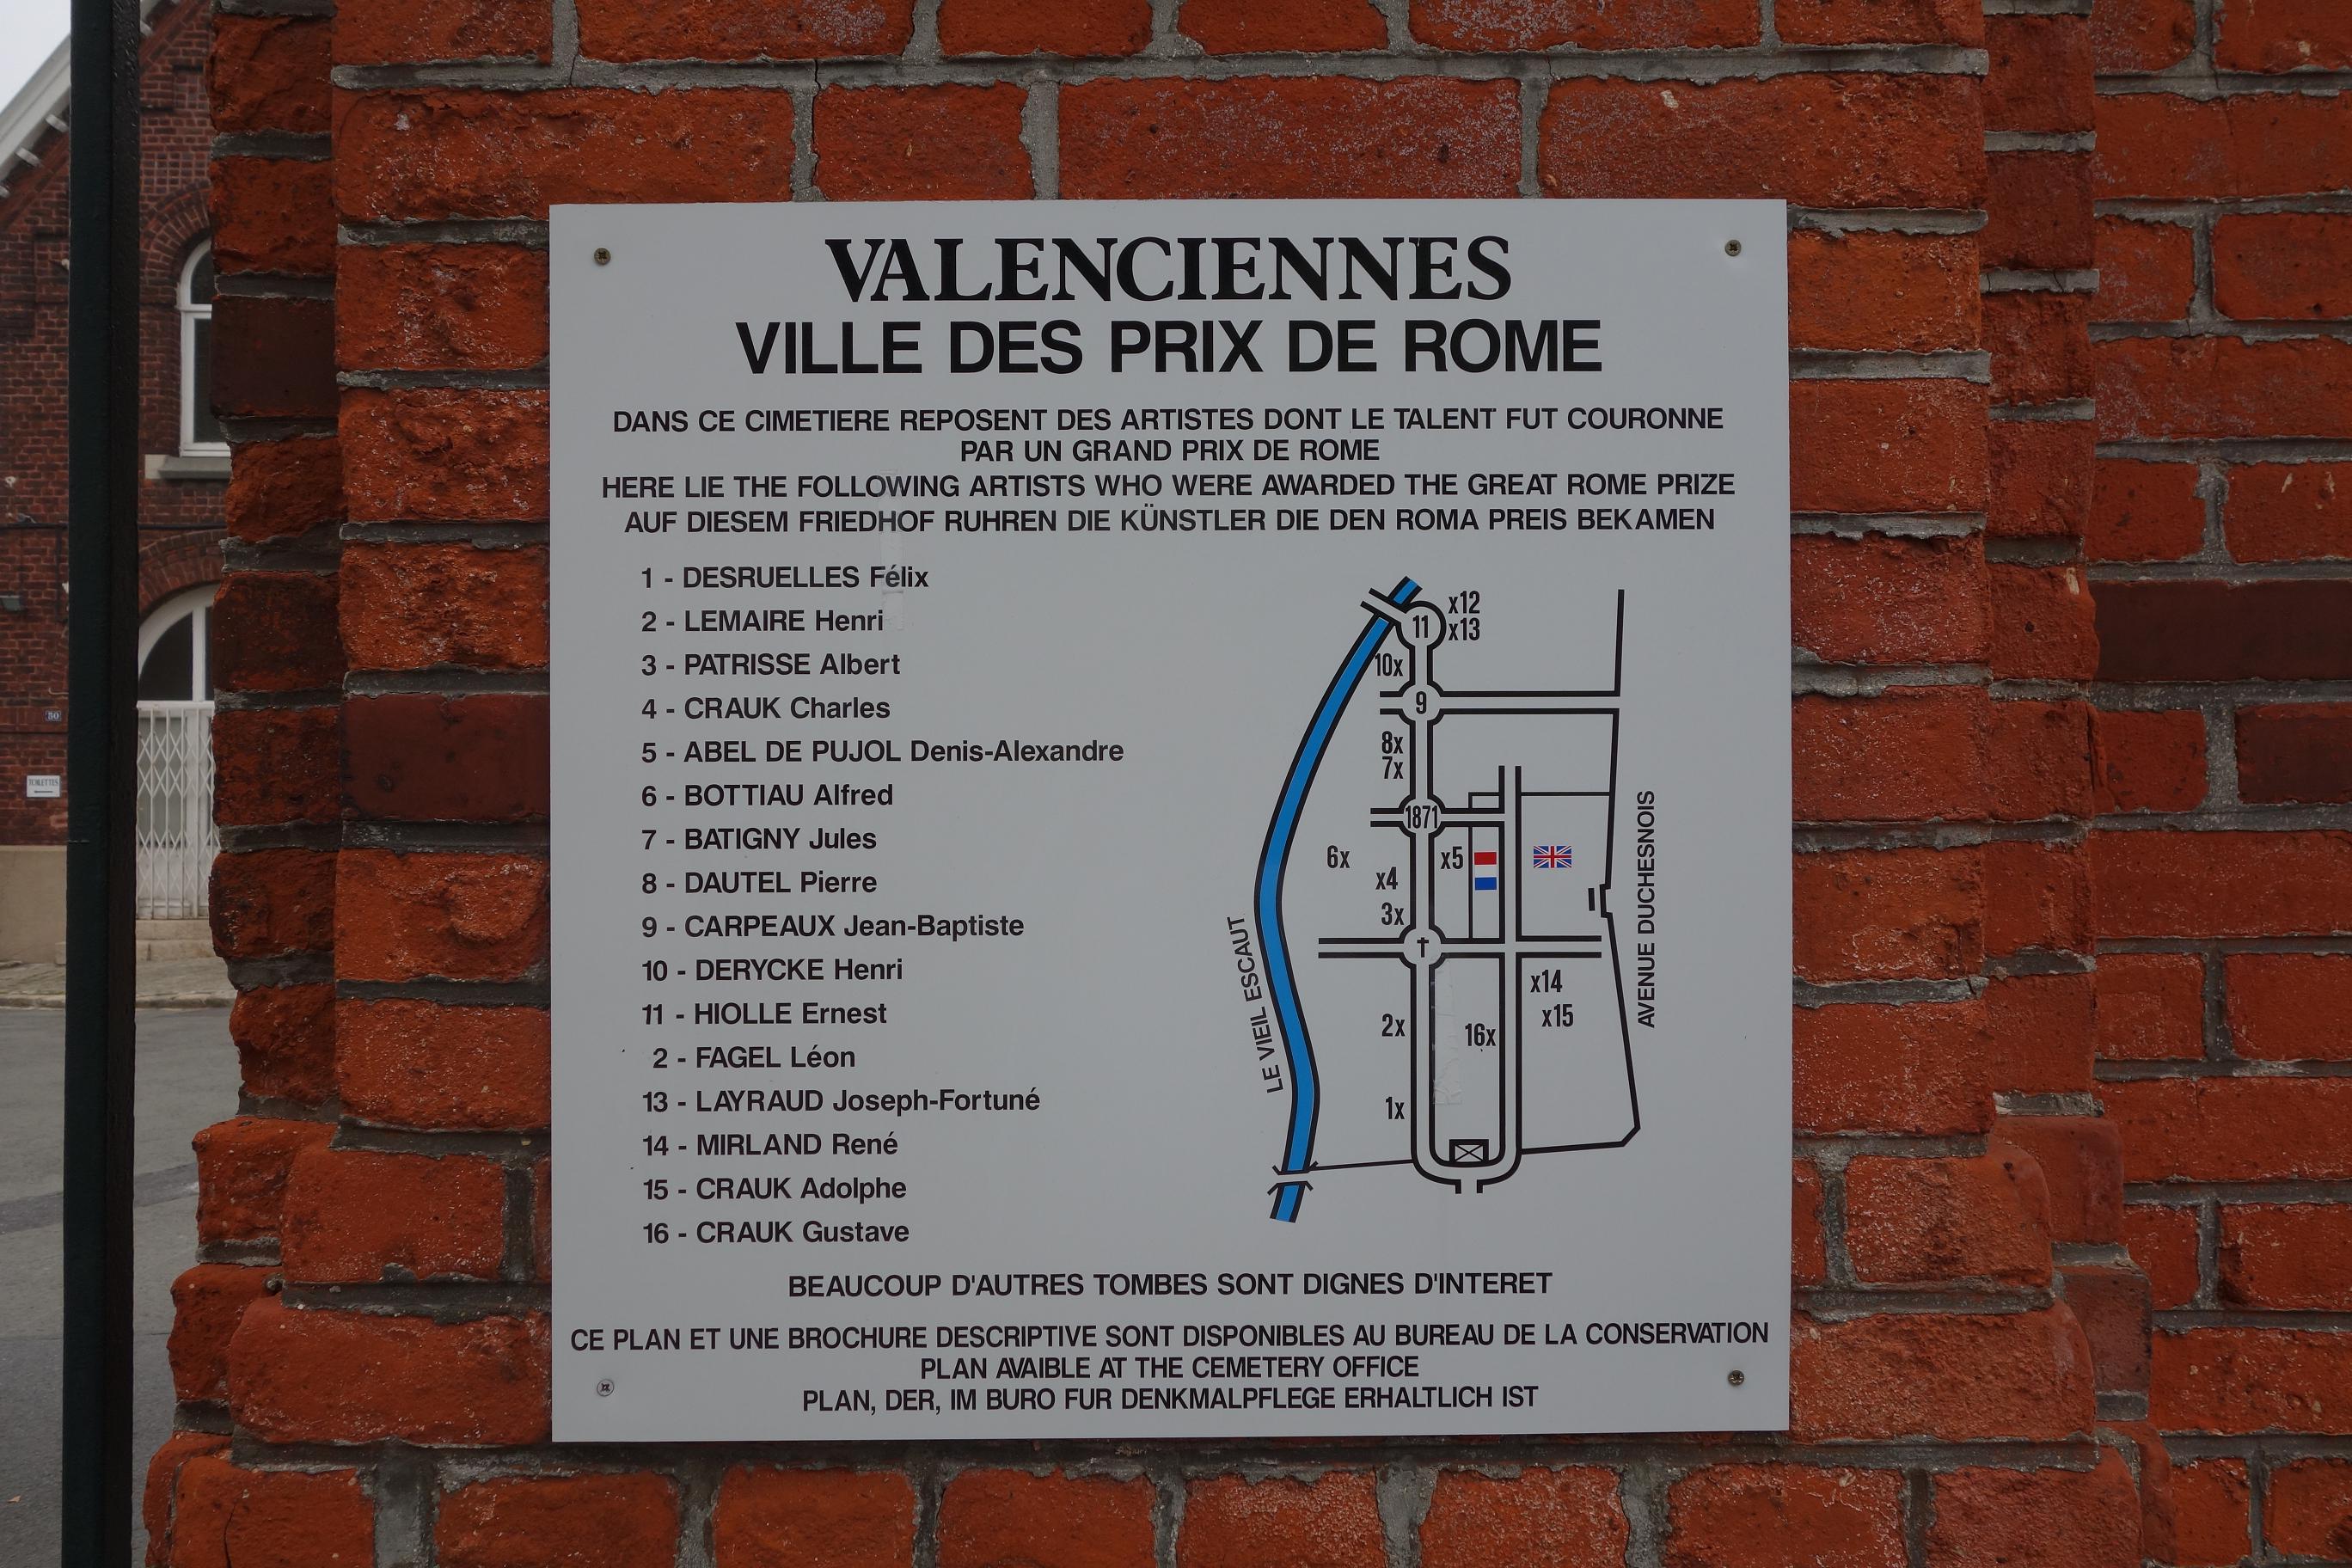 VALENCIENNES
VILLE DES PRIX DE ROME
DANS CE CIMETIERE REPOSENT DES ARTISTES DONT LE TALENT FUT COURONNE
PAR UN GRAND PRIX DE ROME
HERE LIE THE FOLLOWING ARTISTS WHO WERE AWARDED THE GREAT ROME PRIZE
AUF DIESEM FRIEDHOF RUHREN DIE KÜNSTLER DIE DEN ROMA PREIS BEKAMEN
1 - DESRUELLES Félix
2 - LEMAIRE Henri
3 - PATRISSE Albert
4 - CRAUK Charles
5 - ABEL DE PUJOL Denis-Alexandre
6 - BOTTIAU Alfred
7 - BATIGNY Jules
8 - DAUTEL Pierre
9 - CARPEAUX Jean-Baptiste
10 - DERYCKE Henri
11 - HIOLLE Ernest
2 - FAGEL Léon
13 - LAYRAUD Joseph-Fortuné
14 - MIRLAND René
15 - CRAUK Adolphe
16 - CRAUK Gustave
x12
11 x13
10x
9
8x
7x
1871
6x x5
x4
3x
x14
x15
2x 16x
1x
LE VIEIL ESCAUT
AVENUE DUCHESNOIS
BEAUCOUP D'AUTRES TOMBES SONT DIGNES D'INTERET
CE PLAN ET UNE BROCHURE DESCRIPTIVE SONT DISPONIBLES AU BUREAU DE LA CONSERVATION
PLAN AVAIBLE AT THE CEMETERY OFFICE
PLAN, DER, IM BURO FUR DENKMALPFLEGE ERHALTLICH IST
TOILETTES
50